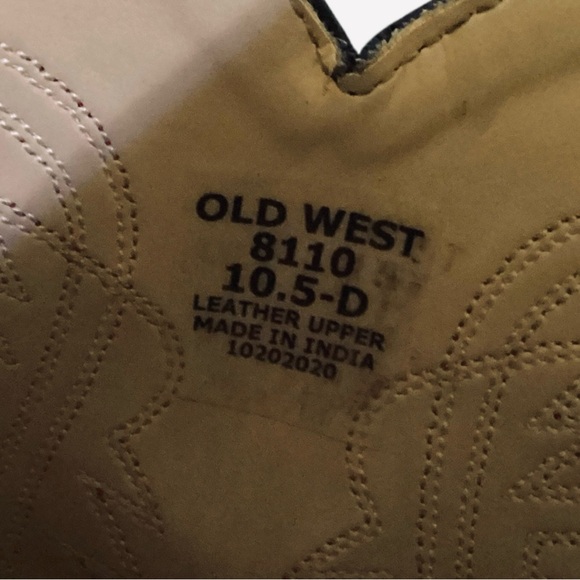 OLD WEST
8110
10.5-D
LEATHER UPPER
MADE IN INDIA
10202020